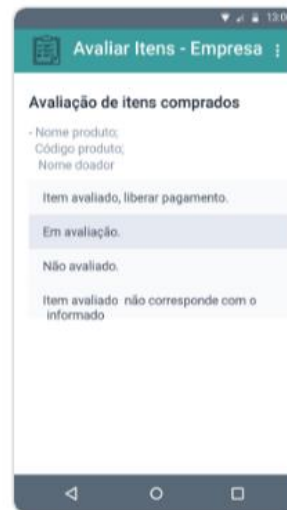 13:0
Avaliar Itens - Empresa
Avaliação de itens comprados
- Nome produto;
Código produto;
Nome doador
Item avaliado, liberar pagamento.
Em avaliação.
Não avaliado.
Item avaliado não corresponde com o
informado